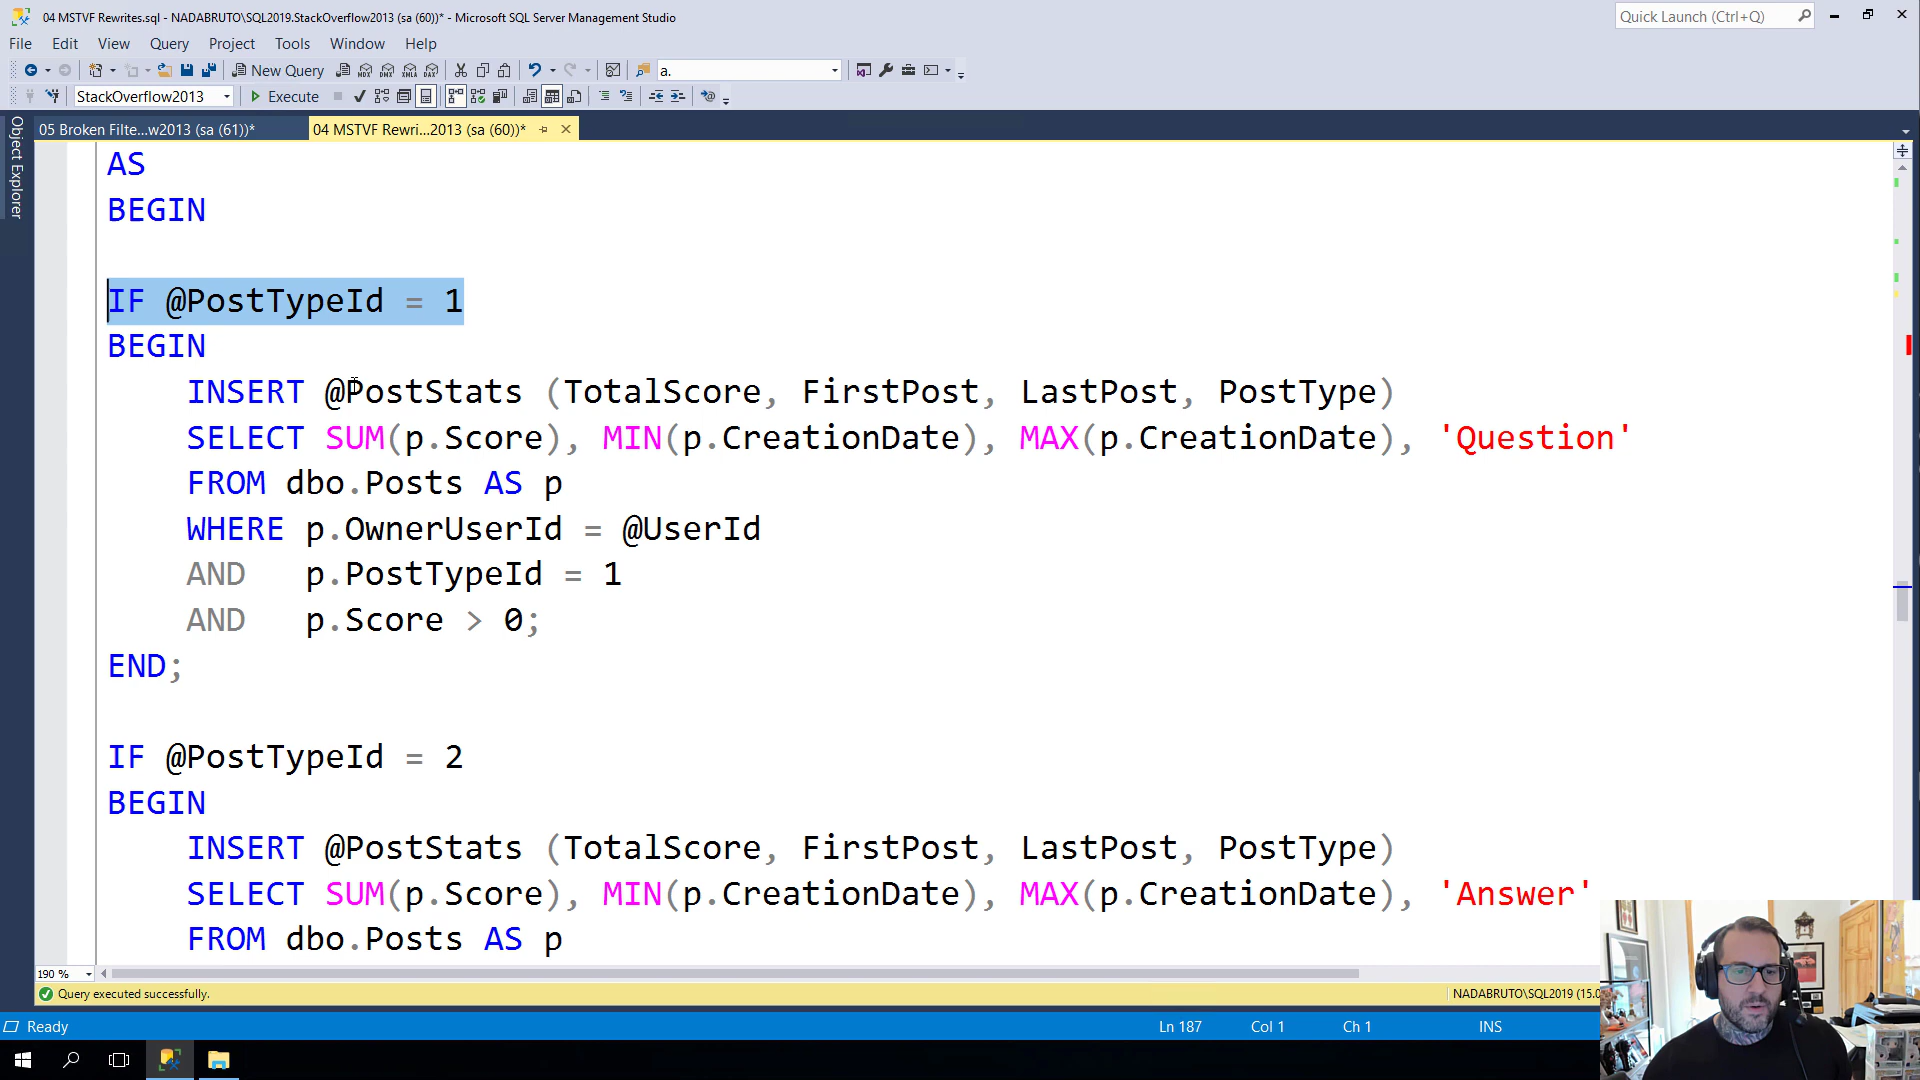 04 MSTVF Rewrites.sql - NADABRUTO\SQL2019.StackOverflow2013 (sa (60))* - Microsoft SQL Server Management Studio
Quick Launch (Ctrl+Q)
File Edit View Query Project Tools Window Help
New Query MDX DMX XMLA DAX a.
StackOverflow2013 Execute
05 Broken Filte...w2013 (sa (61))* 04 MSTVF Rewri...2013 (sa (60))*
Object Explorer
AS
BEGIN
IF @PostTypeId = 1
BEGIN
INSERT @PostStats (TotalScore, FirstPost, LastPost, PostType)
SELECT SUM(p.Score), MIN(p.CreationDate), MAX(p.CreationDate), 'Question'
FROM dbo.Posts AS p
WHERE p.OwnerUserId = @UserId
AND p.PostTypeId = 1
AND p.Score > 0;
END;
IF @PostTypeId = 2
BEGIN
INSERT @PostStats (TotalScore, FirstPost, LastPost, PostType)
SELECT SUM(p.Score), MIN(p.CreationDate), MAX(p.CreationDate), 'Answer'
FROM dbo.Posts AS p
190 %
Query executed successfully. NADABRUTO\SQL2019 (15.0
Ready Ln 187 Col 1 Ch 1 INS